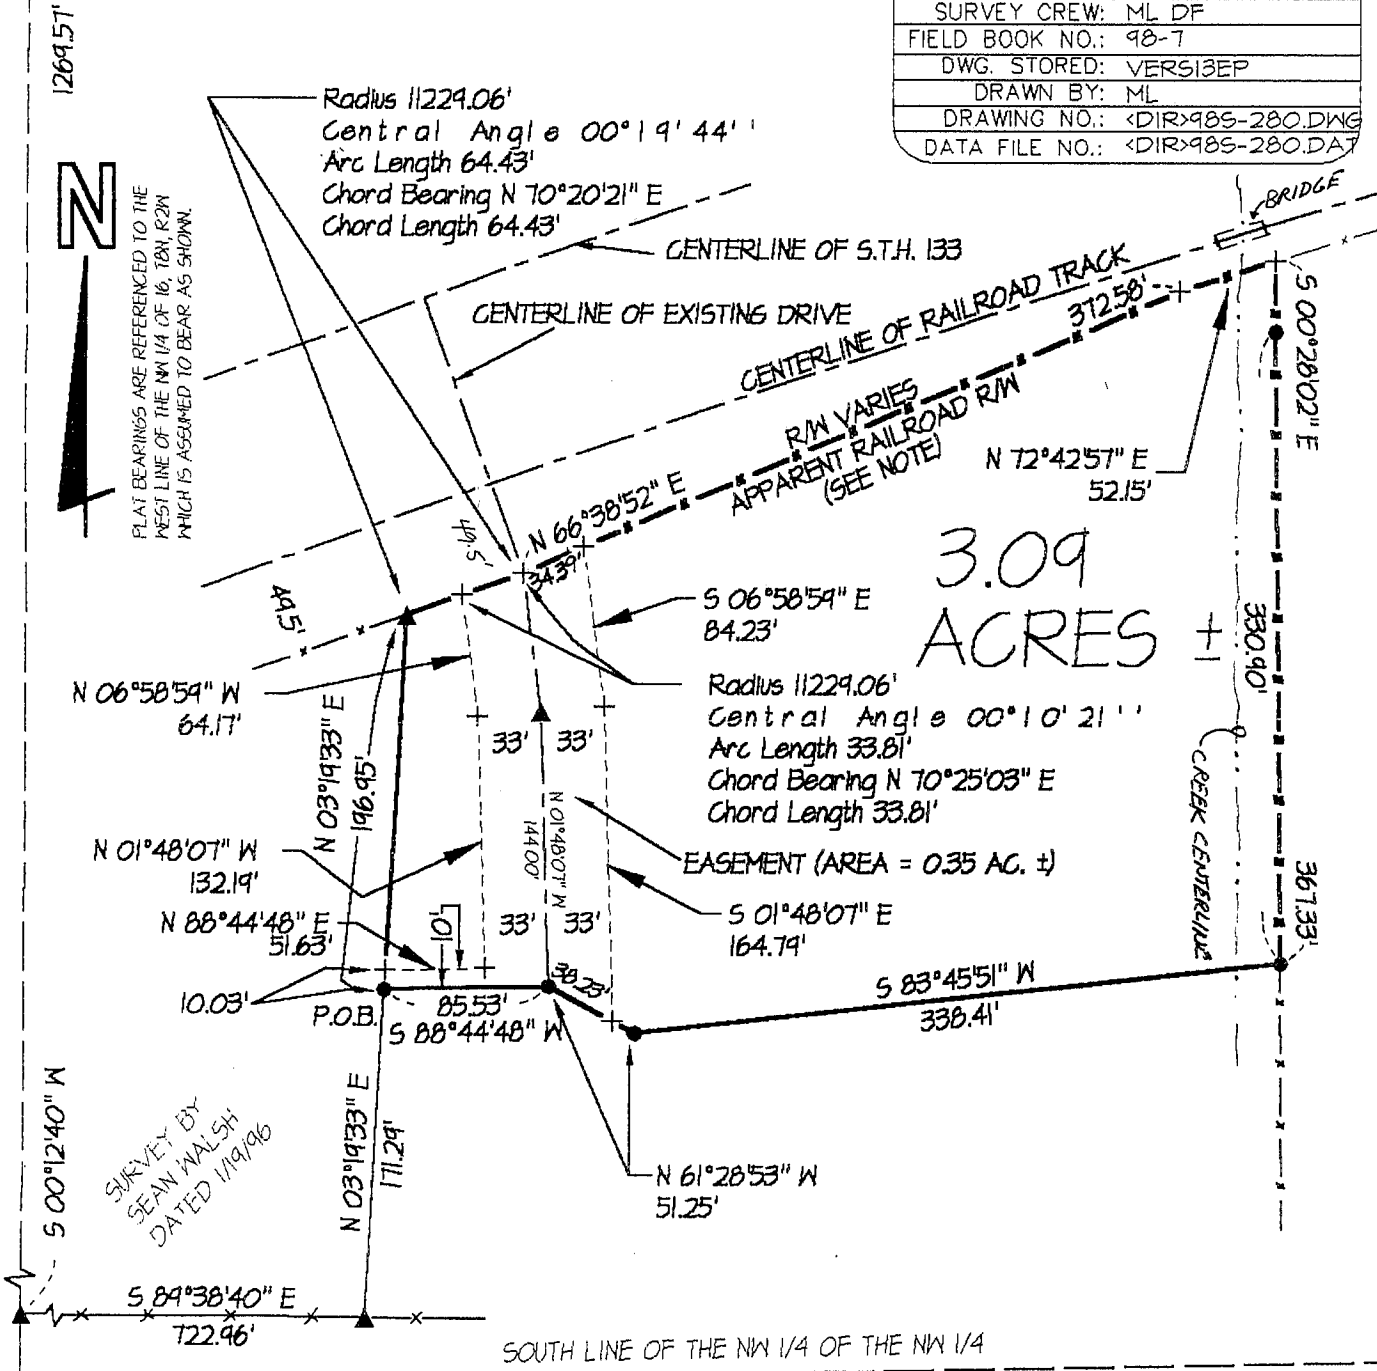 1269.57'
SURVEY CREW: ML DF
FIELD BOOK NO.: 98-7
DWG. STORED: VERS13EP
DRAWN BY: ML
DRAWING NO.: <DIR>98S-280.DWG
DATA FILE NO.: <DIR>98S-280.DAT
Radius 11229.06'
Central Angle 00°19'44''
Arc Length 64.43'
Chord Bearing N 70°20'21" E
Chord Length 64.43'
N
PLAT BEARINGS ARE REFERENCED TO THE
WEST LINE OF THE NW 1/4 OF 16, T8N, R2W
WHICH IS ASSUMED TO BEAR AS SHOWN.
BRIDGE
CENTERLINE OF S.T.H. 133
CENTERLINE OF EXISTING DRIVE
CENTERLINE OF RAILROAD TRACK
372.58'
S 00°28'02" E
R/W VARIES
APPARENT RAILROAD R/W
(SEE NOTE)
N 72°42'57" E
52.15'
N 66°38'52" E
49.5'
34.39'
49.5'
3.09
ACRES ±
330.90'
S 06°58'59" E
84.23'
N 06°58'59" W
64.17'
Radius 11229.06'
Central Angle 00°10'21''
Arc Length 33.81'
Chord Bearing N 70°25'03" E
Chord Length 33.81'
33' 33'
N 03°19'33" E
196.95'
N 01°48'07" W
144.00'
CREEK CENTERLINE
N 01°48'07" W
132.19'
EASEMENT (AREA = 0.35 AC. ±)
367.33'
N 88°44'48" E
51.63'
10'
33' 33'
S 01°48'07" E
164.79'
10.03'
P.O.B.
85.53'
S 88°44'48" W
38.23'
S 83°45'51" W
338.41'
S 00°12'40" W
SURVEY BY
SEAN WALSH
DATED 1/19/96
N 03°19'33" E
171.29'
N 61°28'53" W
51.25'
S 89°38'40" E
722.96'
SOUTH LINE OF THE NW 1/4 OF THE NW 1/4